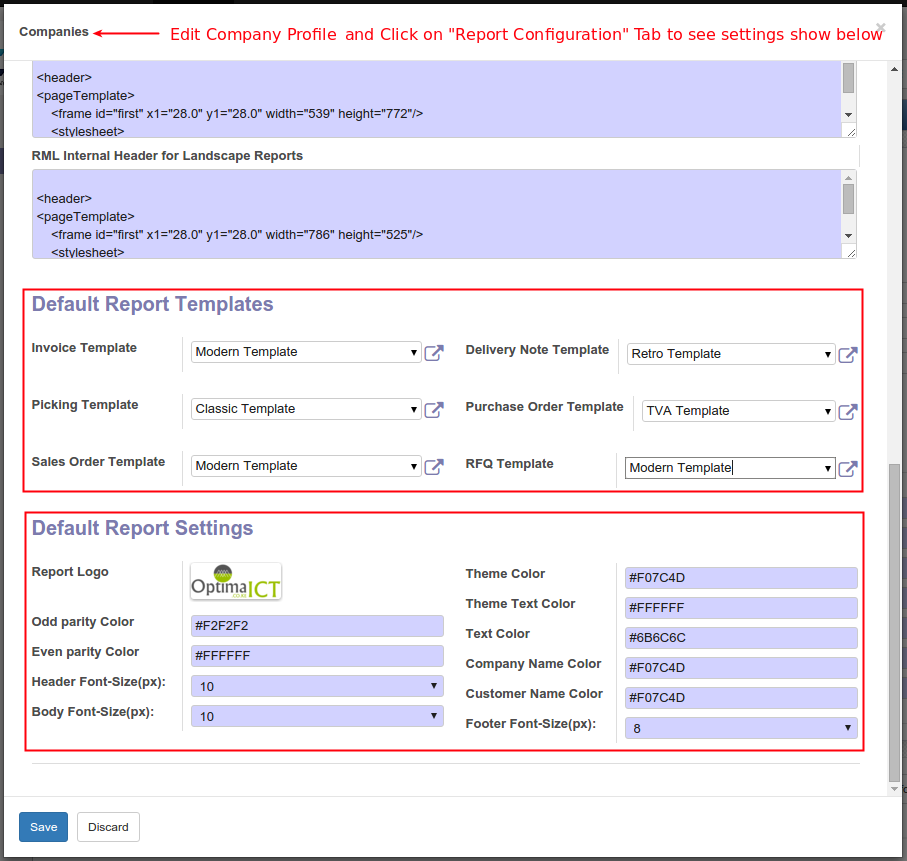 Companies
Edit Company Profile and Click on "Report Configuration" Tab to see settings show below
<header>
<pageTemplate>
<frame id="first" x1="28.0" y1="28.0" width="539" height="772"/>
<stylesheet>
RML Internal Header for Landscape Reports
<header>
<pageTemplate>
<frame id="first" x1="28.0" y1="28.0" width="786" height="525"/>
<stylesheet>
Default Report Templates
Invoice Template Modern Template
Delivery Note Template Retro Template
Picking Template Classic Template
Purchase Order Template TVA Template
Sales Order Template Modern Template
RFQ Template Modern Template
Default Report Settings
Report Logo
OptimaICT
Odd parity Color #F2F2F2
Even parity Color #FFFFFF
Header Font-Size(px): 10
Body Font-Size(px): 10
Theme Color #F07C4D
Theme Text Color #FFFFFF
Text Color #6B6C6C
Company Name Color #F07C4D
Customer Name Color #F07C4D
Footer Font-Size(px): 8
Save
Discard